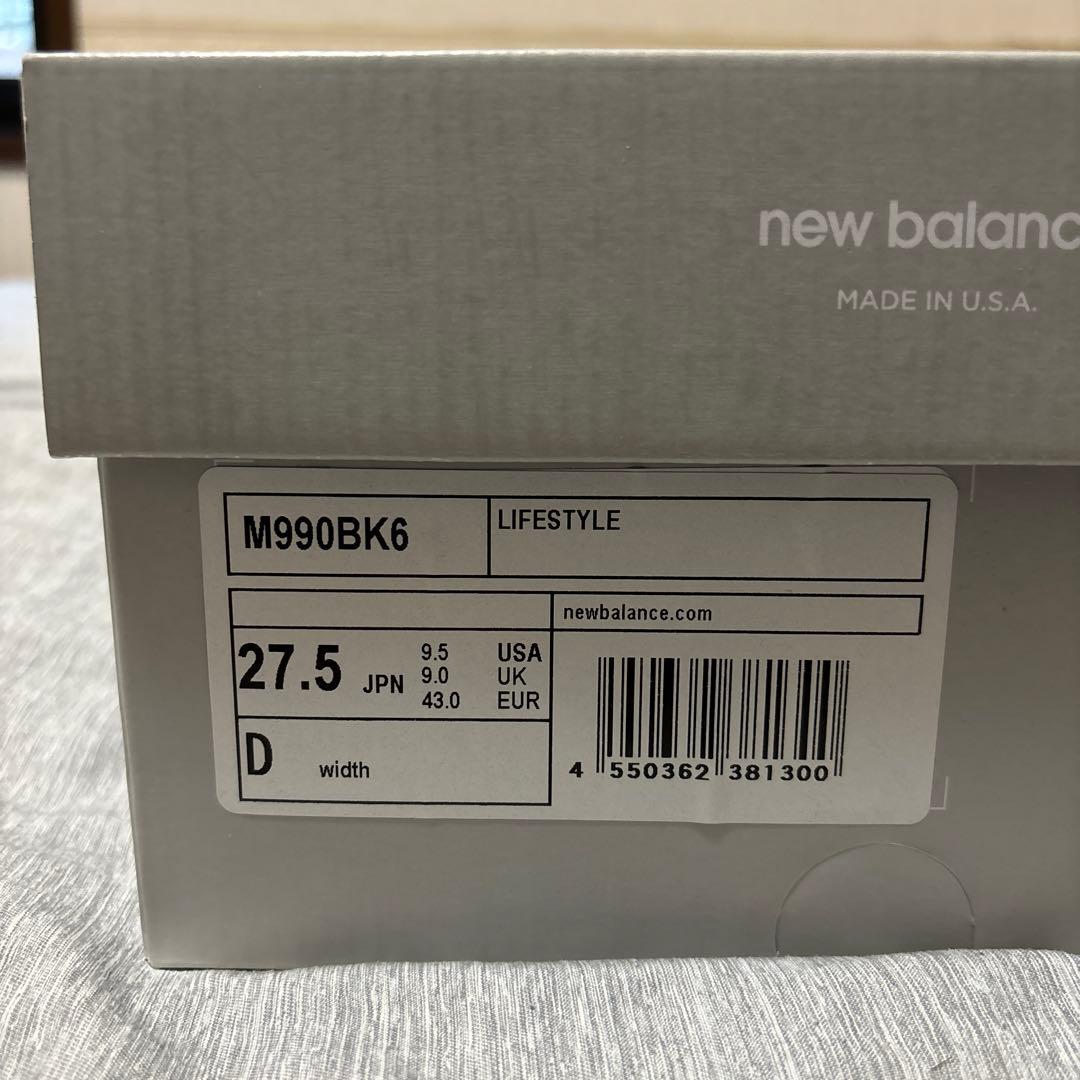 new balanc
MADE IN U.S.A.
M990BK6
LIFESTYLE
newbalance.com
27.5 JPN
9.5 USA
9.0 UK
43.0 EUR
D width
4 550362 381300